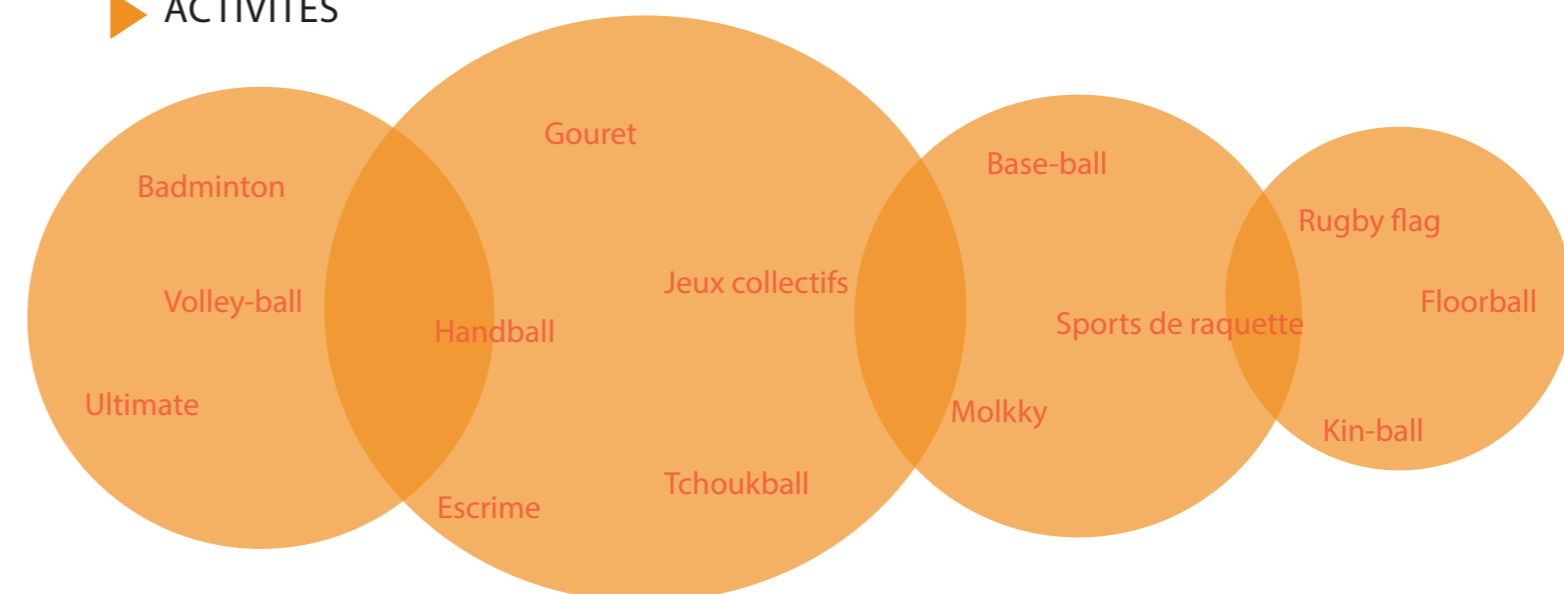 ACTIVITÉS
Badminton
Volley-ball
Ultimate
Gouret
Jeux collectifs
Handball
Tchoukball
Escrime
Base-ball
Sports de raquette
Molkky
Rugby flag
Floorball
Kin-ball